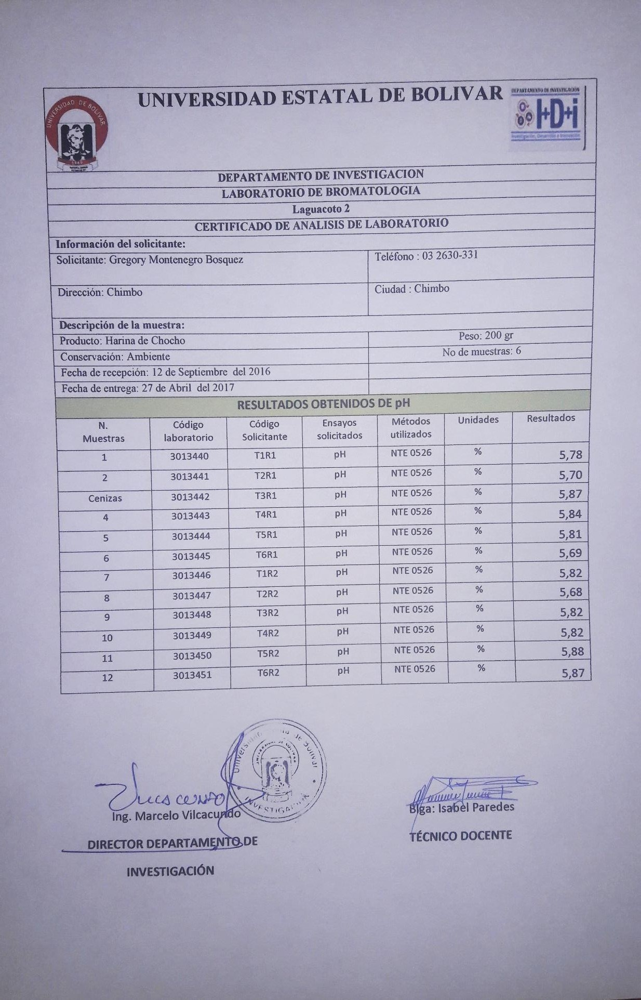 UNIVERSIDAD ESTATAL DE BOLIVAR
UNIVERSIDAD DE BOLIVAR
DEPARTAMENTO DE INVESTIGACIÓN
I+D+i
Investigación, Desarrollo e Innovación
DEPARTAMENTO DE INVESTIGACION
LABORATORIO DE BROMATOLOGIA
Laguacoto 2
CERTIFICADO DE ANALISIS DE LABORATORIO
Información del solicitante:
Solicitante: Gregory Montenegro Bosquez Teléfono : 03 2630-331
Dirección: Chimbo Ciudad : Chimbo
Descripción de la muestra:
Producto: Harina de Chocho Peso: 200 gr
Conservación: Ambiente No de muestras: 6
Fecha de recepción: 12 de Septiembre del 2016
Fecha de entrega: 27 de Abril del 2017
RESULTADOS OBTENIDOS DE pH
N. Código Código Ensayos Métodos Unidades Resultados
Muestras laboratorio Solicitante solicitados utilizados
1 3013440 T1R1 pH NTE 0526 % 5,78
2 3013441 T2R1 pH NTE 0526 % 5,70
Cenizas 3013442 T3R1 pH NTE 0526 % 5,87
4 3013443 T4R1 pH NTE 0526 % 5,84
5 3013444 T5R1 pH NTE 0526 % 5,81
6 3013445 T6R1 pH NTE 0526 % 5,69
7 3013446 T1R2 pH NTE 0526 % 5,82
8 3013447 T2R2 pH NTE 0526 % 5,68
9 3013448 T3R2 pH NTE 0526 % 5,82
10 3013449 T4R2 pH NTE 0526 % 5,82
11 3013450 T5R2 pH NTE 0526 % 5,88
12 3013451 T6R2 pH NTE 0526 % 5,87
de Bolívar
INVESTIGACIÓN
Ing. Marcelo Vilcacundo Blga: Isabel Paredes
DIRECTOR DEPARTAMENTO DE TÉCNICO DOCENTE
INVESTIGACIÓN